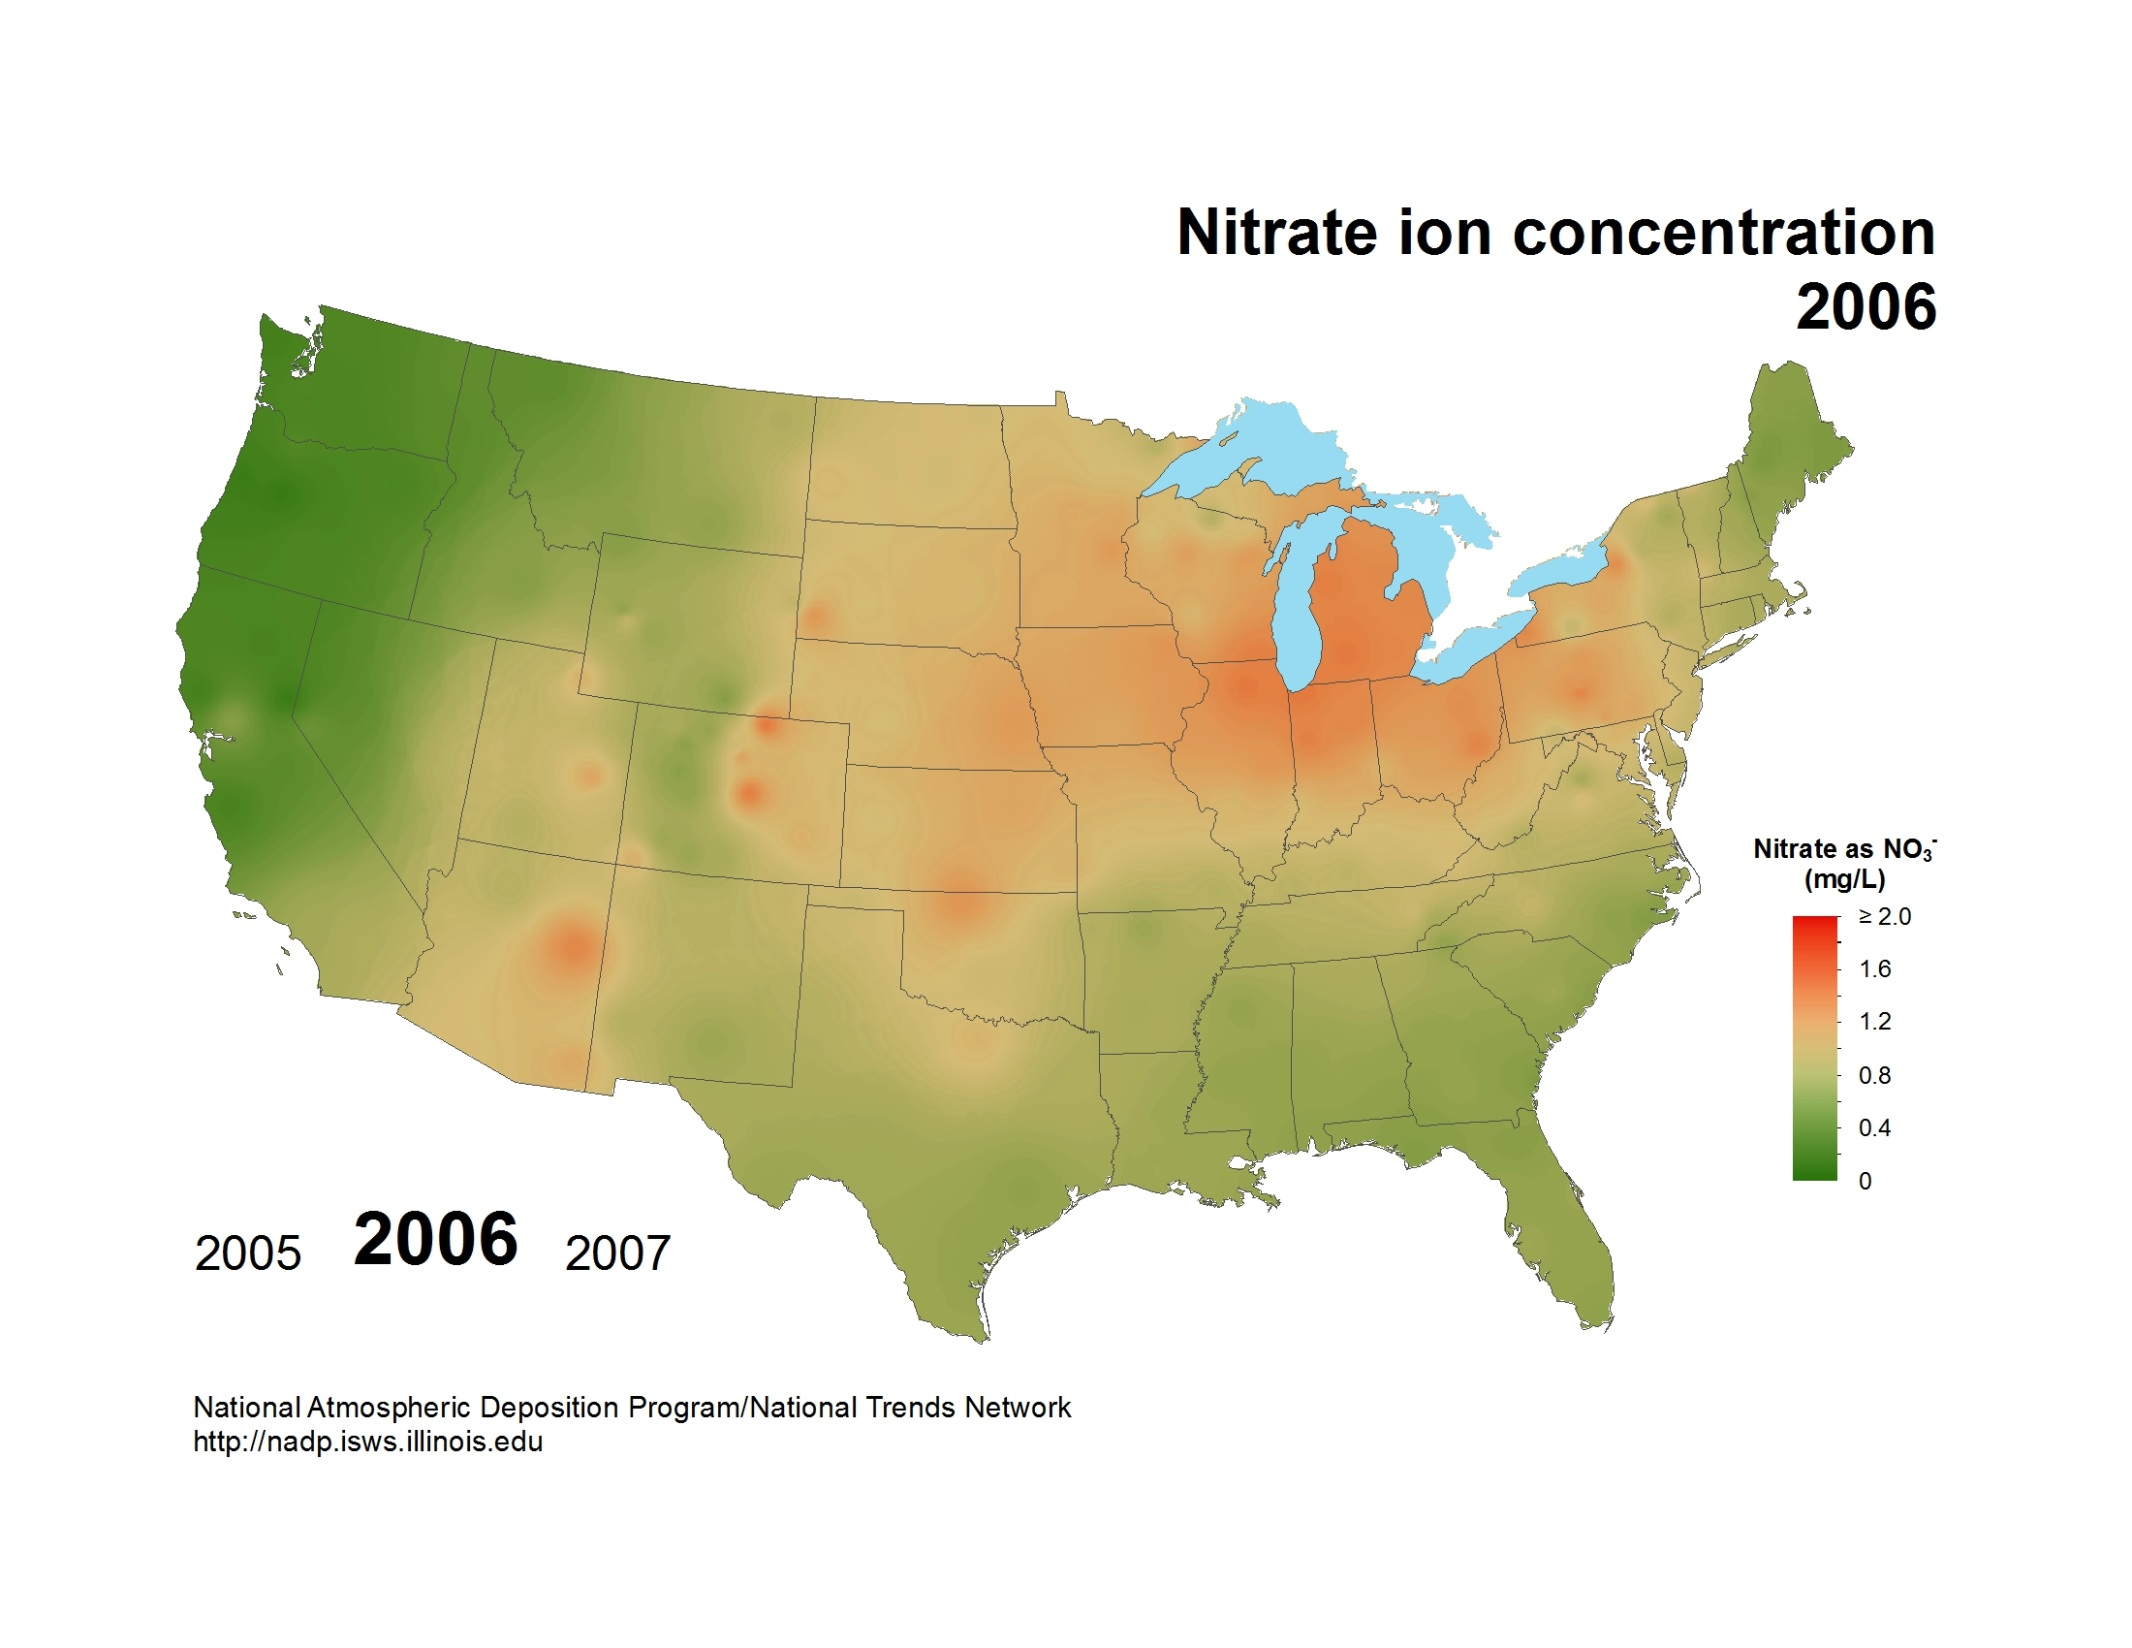 Nitrate ion concentration
2006
Nitrate as NO₃⁻
(mg/L)
≥ 2.0
1.6
1.2
0.8
0.4
0
2005 2006 2007
National Atmospheric Deposition Program/National Trends Network
http://nadp.isws.illinois.edu